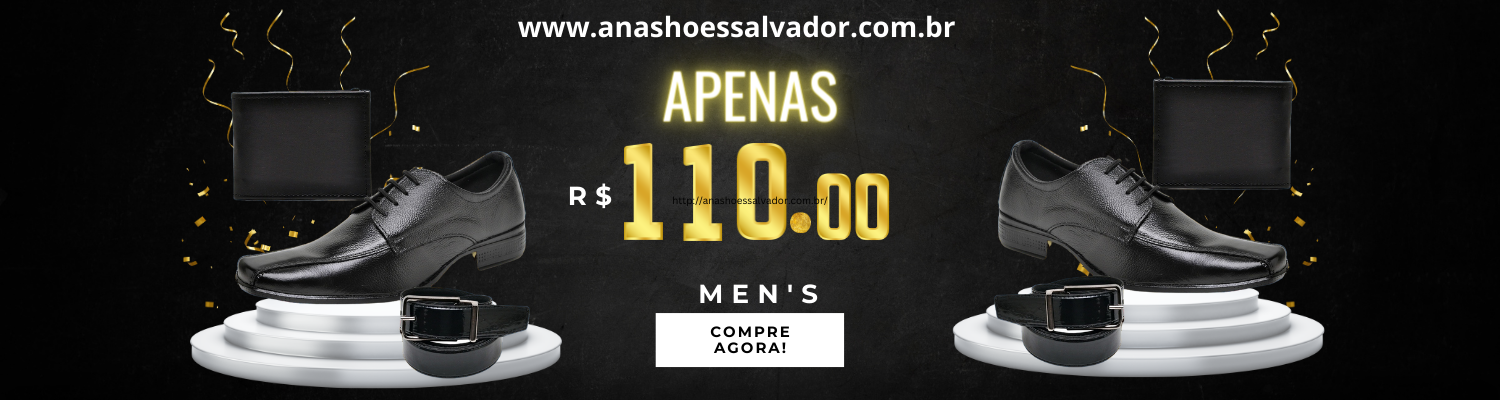 www.anashoessalvador.com.br
APENAS
R$ 110.00
http://anashoessalvador.com.br/
MEN'S
COMPRE
AGORA!